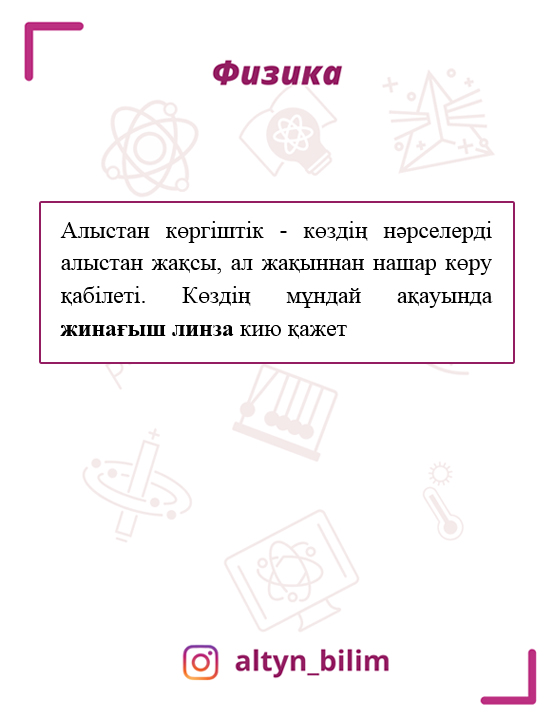 Физика
Алыстан көргіштік - көздің нәрселерді
алыстан жақсы, ал жақыннан нашар көру
қабілеті. Көздің мұндай ақауында
жинағыш линза кию қажет
altyn_bilim